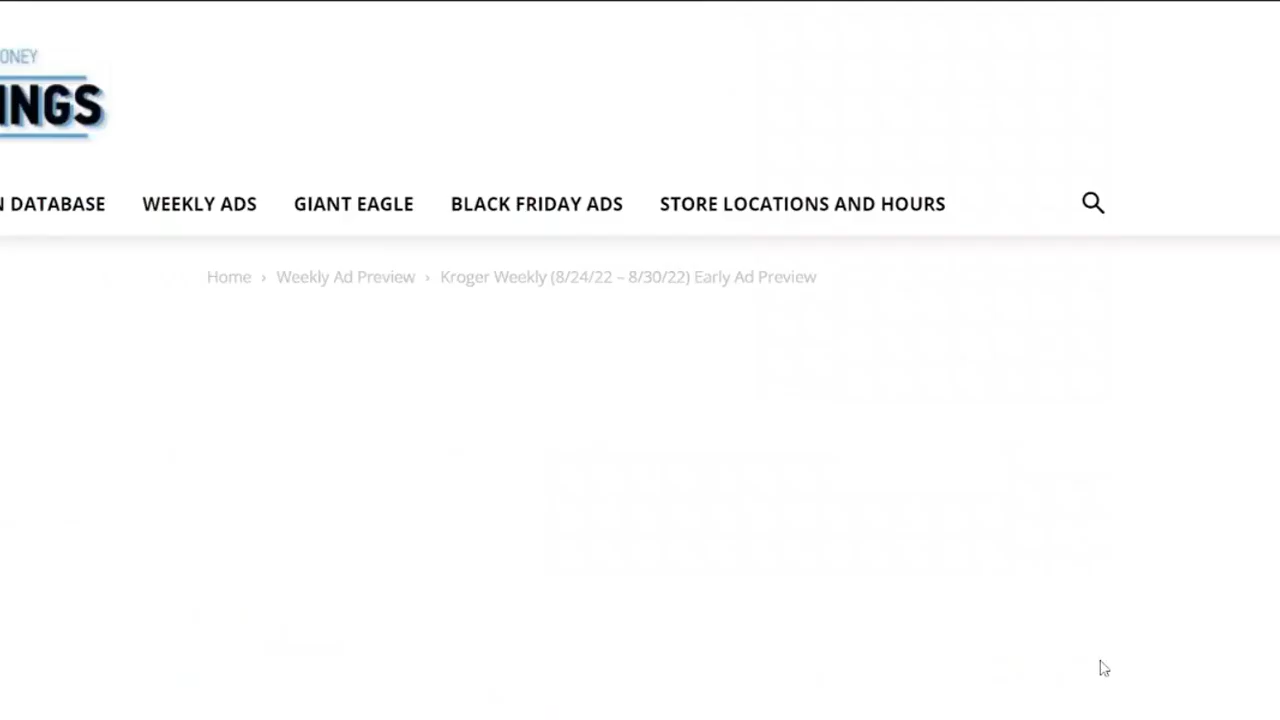 ONEY
INGS
N DATABASE WEEKLY ADS GIANT EAGLE BLACK FRIDAY ADS STORE LOCATIONS AND HOURS
Home › Weekly Ad Preview › Kroger Weekly (8/24/22 – 8/30/22) Early Ad Preview